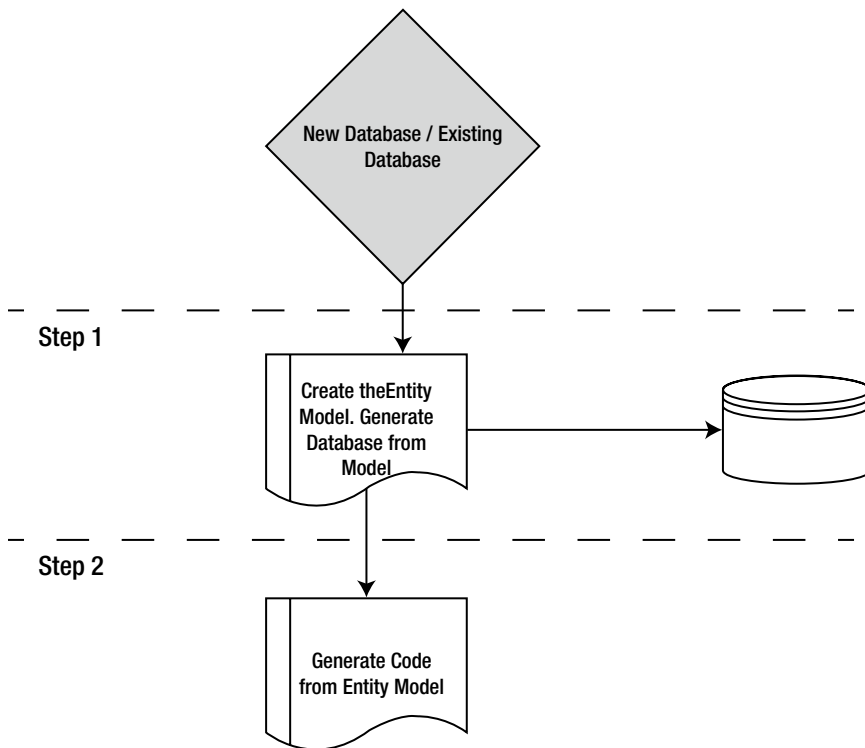 New Database / Existing
Database
Step 1
Create theEntity
Model. Generate
Database from
Model
Step 2
Generate Code
from Entity Model